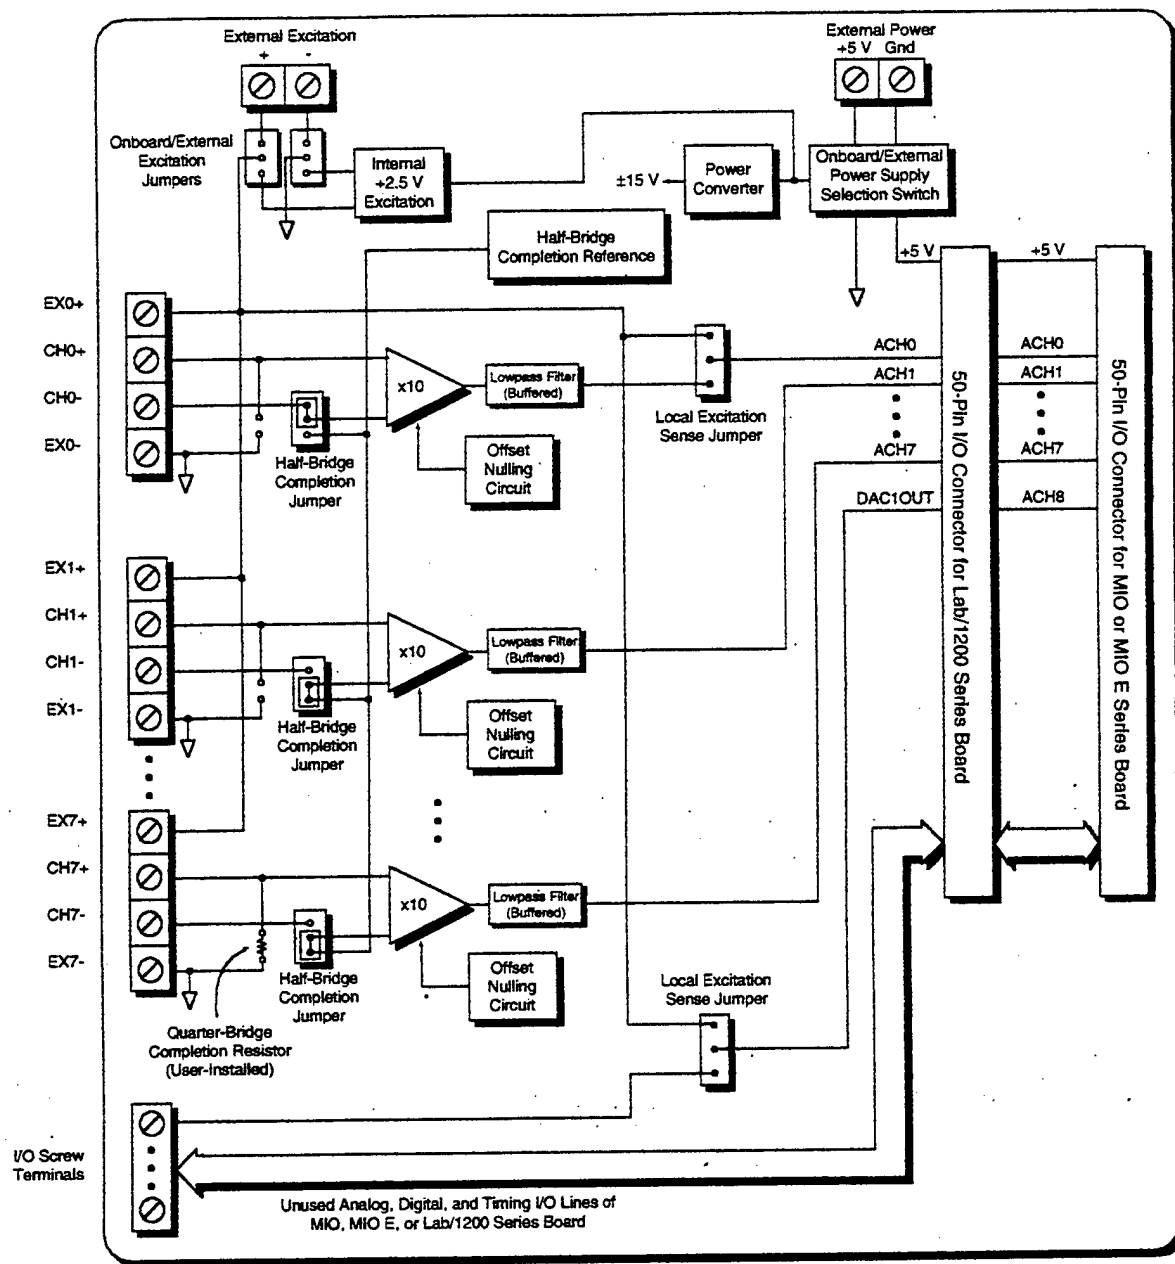 External Excitation
+ -
External Power
+5 V Gnd
Onboard/External
Excitation
Jumpers
Internal
+2.5 V
Excitation
±15 V
Power
Converter
Onboard/External
Power Supply
Selection Switch
Half-Bridge
Completion Reference
+5 V
+5 V
EX0+
CH0+
CH0-
EX0-
x10
Lowpass Filter
(Buffered)
Half-Bridge
Completion
Jumper
Offset
Nulling
Circuit
Local Excitation
Sense Jumper
ACH0
ACH1
ACH7
DAC1OUT
ACH0
ACH1
ACH7
ACH8
50-Pin I/O Connector for Lab/1200 Series Board
50-Pin I/O Connector for MIO or MIO E Series Board
EX1+
CH1+
CH1-
EX1-
x10
Lowpass Filter
(Buffered)
Half-Bridge
Completion
Jumper
Offset
Nulling
Circuit
EX7+
CH7+
CH7-
EX7-
x10
Lowpass Filter
(Buffered)
Half-Bridge
Completion
Jumper
Offset
Nulling
Circuit
Quarter-Bridge
Completion Resistor
(User-Installed)
Local Excitation
Sense Jumper
I/O Screw
Terminals
Unused Analog, Digital, and Timing I/O Lines of
MIO, MIO E, or Lab/1200 Series Board